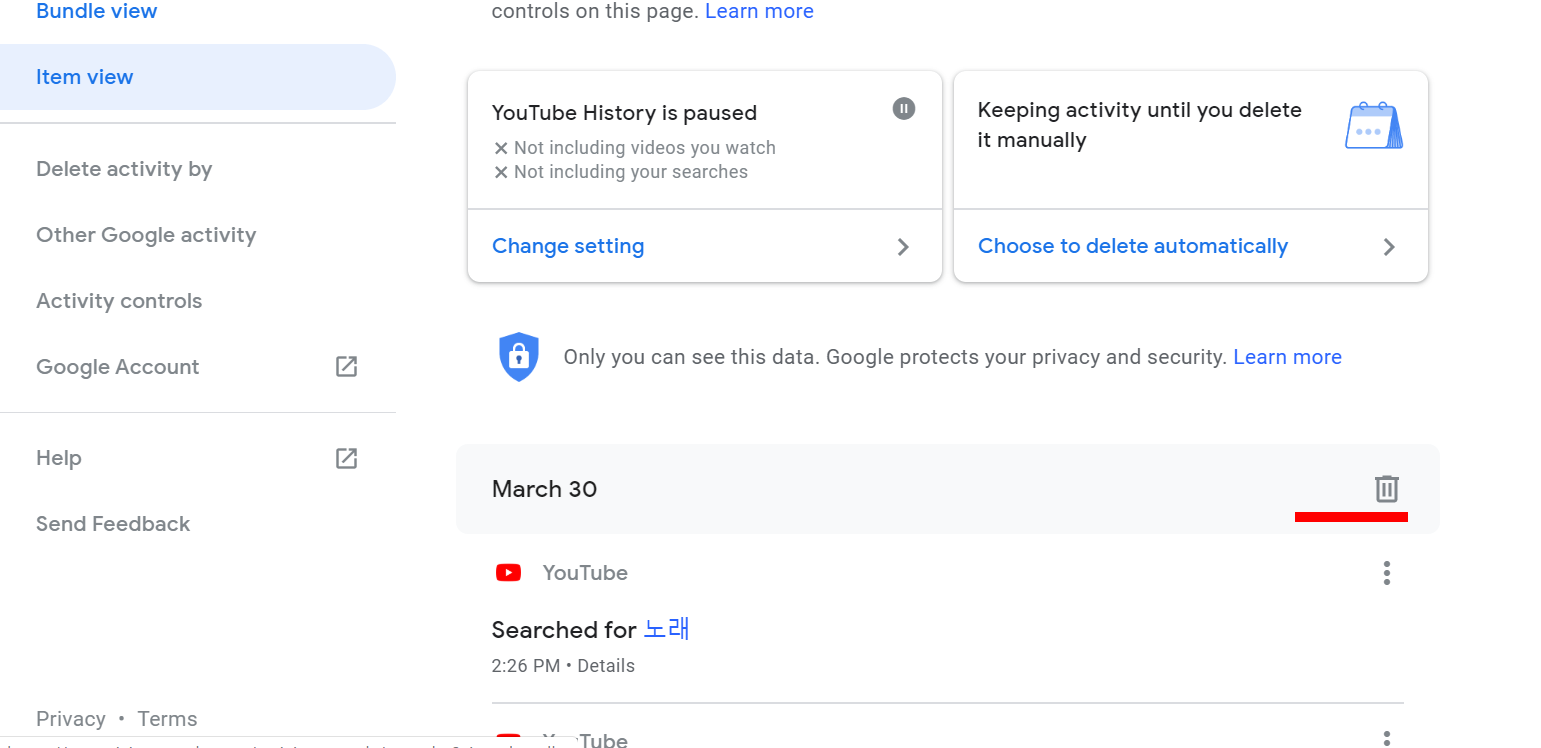 Bundle view
Item view
Delete activity by
Other Google activity
Activity controls
Google Account
Help
Send Feedback
Privacy • Terms
controls on this page. Learn more
YouTube History is paused
Not including videos you watch
Not including your searches
Change setting
Keeping activity until you delete
it manually
Choose to delete automatically
Only you can see this data. Google protects your privacy and security. Learn more
March 30
YouTube
Searched for 노래
2:26 PM • Details